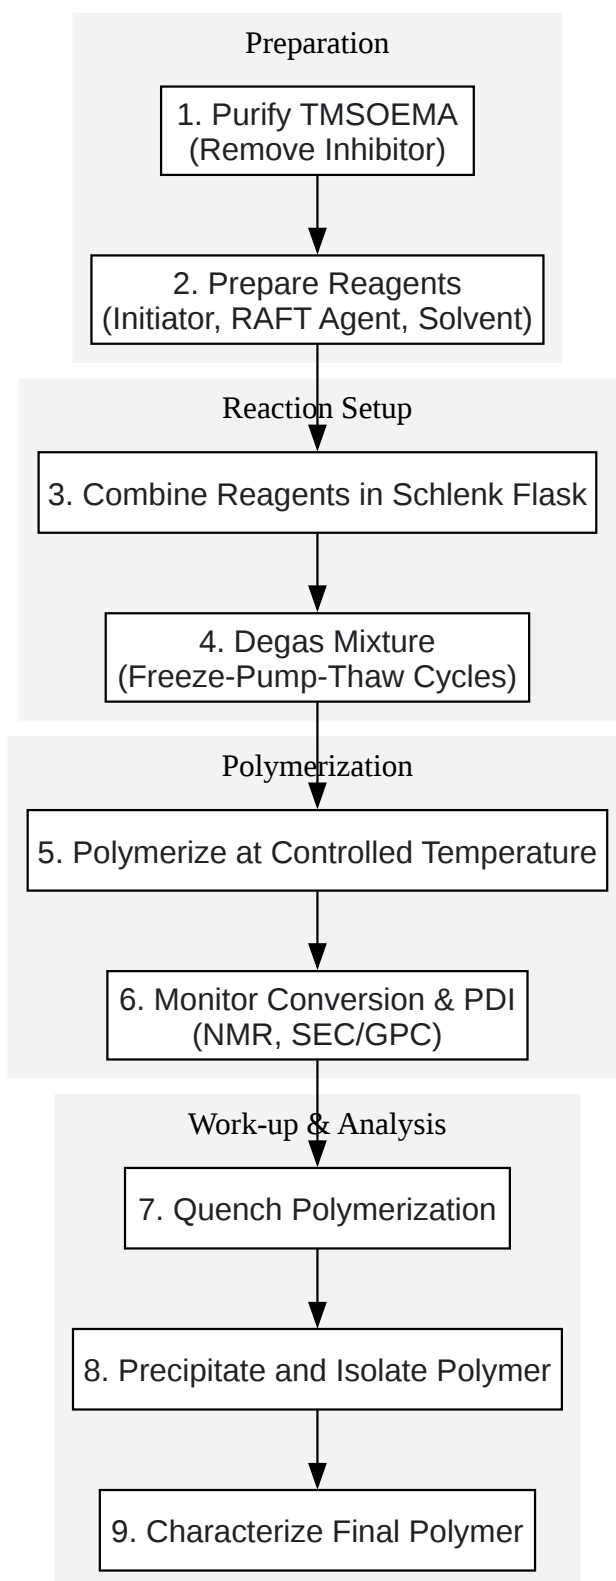 Preparation
1. Purify TMSOEMA
(Remove Inhibitor)
2. Prepare Reagents
(Initiator, RAFT Agent, Solvent)
Reaction Setup
3. Combine Reagents in Schlenk Flask
4. Degas Mixture
(Freeze-Pump-Thaw Cycles)
Polymerization
5. Polymerize at Controlled Temperature
6. Monitor Conversion & PDI
(NMR, SEC/GPC)
Work-up & Analysis
7. Quench Polymerization
8. Precipitate and Isolate Polymer
9. Characterize Final Polymer